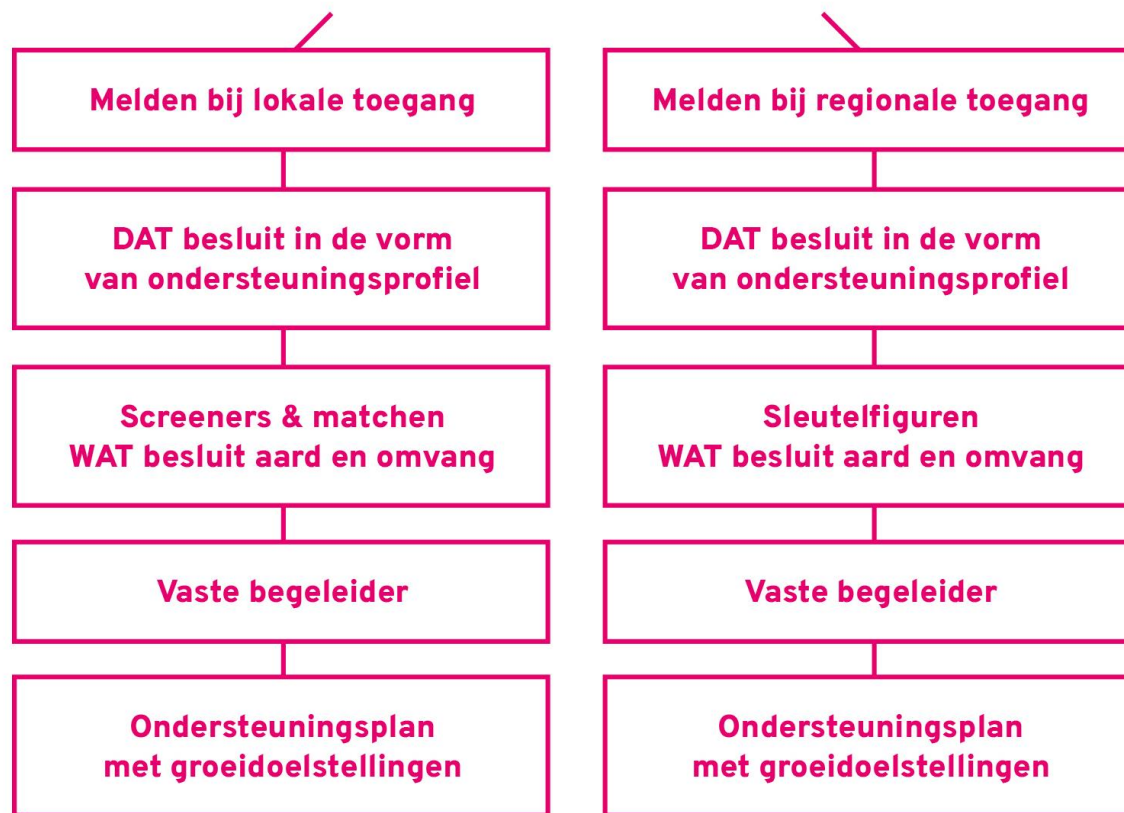 Melden bij lokale toegang
DAT besluit in de vorm
van ondersteuningsprofiel
Screeners & matchen
WAT besluit aard en omvang
Vaste begeleider
Ondersteuningsplan
met groeidoelstellingen
Melden bij regionale toegang
DAT besluit in de vorm
van ondersteuningsprofiel
Sleutelfiguren
WAT besluit aard en omvang
Vaste begeleider
Ondersteuningsplan
met groeidoelstellingen